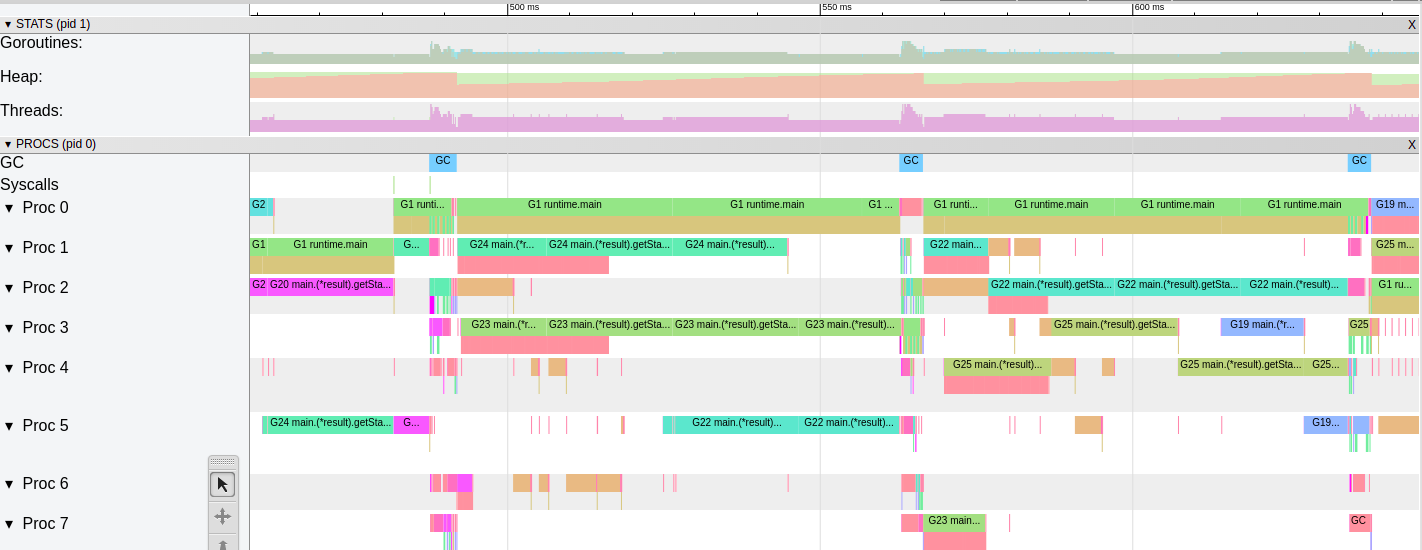 500 ms 550 ms 600 ms
▼ STATS (pid 1) X
Goroutines:
Heap:
Threads:
▼ PROCS (pid 0) X
GC GC GC GC
Syscalls
▼ Proc 0 G2 G1 runti... G1 runtime.main G1 runtime.main G1 ... G1 runti... G1 runtime.main G1 runtime.main G1 runtime.main G19 m...
▼ Proc 1 G1 G1 runtime.main G... G24 main.(*r... G24 main.(*result).getSta... G24 main.(*result)... G22 main... G25 m...
▼ Proc 2 G2 G20 main.(*result).getSta... G22 main.(*result).getSta... G22 main.(*result).getSta... G22 main.(*result)... G1 ru...
▼ Proc 3 G23 main.(*r... G23 main.(*result).getSta... G23 main.(*result).getSta... G23 main.(*result)... G25 main.(*result).getSta... G19 main.(*r... G25
▼ Proc 4 G25 main.(*result)... G25 main.(*result).getSta... G25...
▼ Proc 5 G24 main.(*result).getSta... G... G22 main.(*result)... G22 main.(*result)... G19...
▼ Proc 6
▼ Proc 7 G23 main... GC